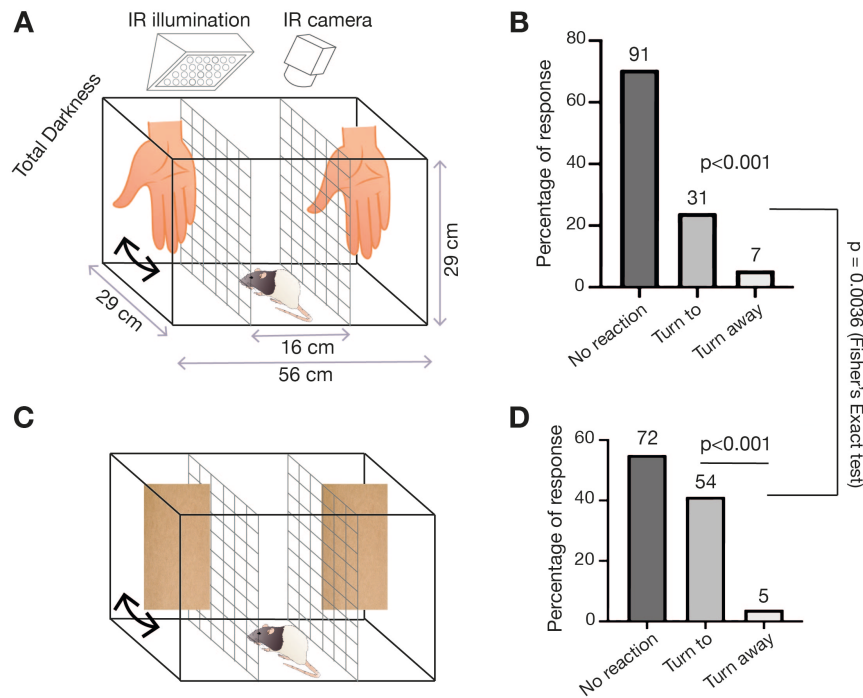 A
IR illumination
IR camera
Total Darkness
29 cm
29 cm
16 cm
56 cm
B
Percentage of response
80
60
40
20
0
91
31
7
p<0.001
No reaction
Turn to
Turn away
p = 0.0036 (Fisher's Exact test)
C
D
Percentage of response
60
40
20
0
72
54
5
p<0.001
No reaction
Turn to
Turn away